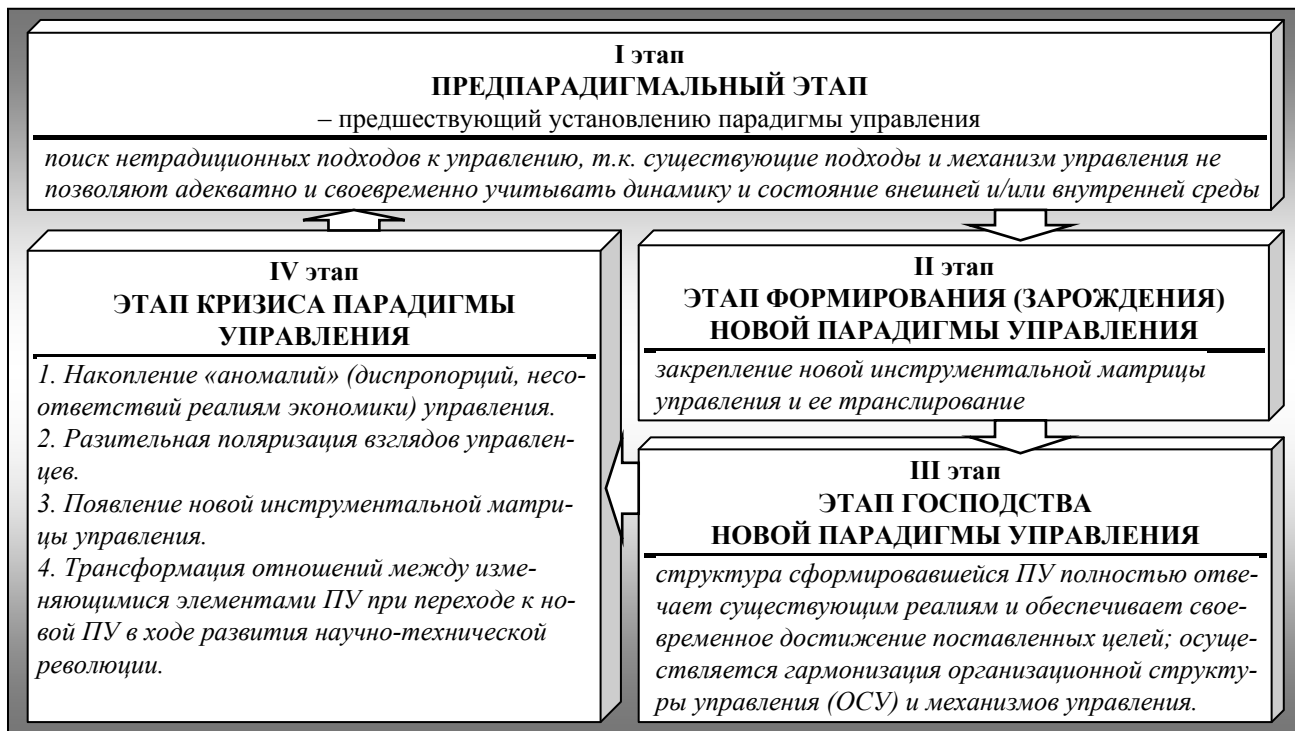 I этап
ПРЕДПАРАДИГМАЛЬНЫЙ ЭТАП
– предшествующий установлению парадигмы управления
поиск нетрадиционных подходов к управлению, т.к. существующие подходы и механизм управления не
позволяют адекватно и своевременно учитывать динамику и состояние внешней и/или внутренней среды
II этап
ЭТАП ФОРМИРОВАНИЯ (ЗАРОЖДЕНИЯ)
НОВОЙ ПАРАДИГМЫ УПРАВЛЕНИЯ
закрепление новой инструментальной матрицы
управления и ее транслирование
III этап
ЭТАП ГОСПОДСТВА
НОВОЙ ПАРАДИГМЫ УПРАВЛЕНИЯ
структура сформировавшейся ПУ полностью отве-
чает существующим реалиям и обеспечивает свое-
временное достижение поставленных целей; осуще-
ствляется гармонизация организационной структу-
ры управления (ОСУ) и механизмов управления.
IV этап
ЭТАП КРИЗИСА ПАРАДИГМЫ
УПРАВЛЕНИЯ
1. Накопление «аномалий» (диспропорций, несо-
ответствий реалиям экономики) управления.
2. Разительная поляризация взглядов управлен-
цев.
3. Появление новой инструментальной матри-
цы управления.
4. Трансформация отношений между изме-
няющимися элементами ПУ при переходе к но-
вой ПУ в ходе развития научно-технической
революции.